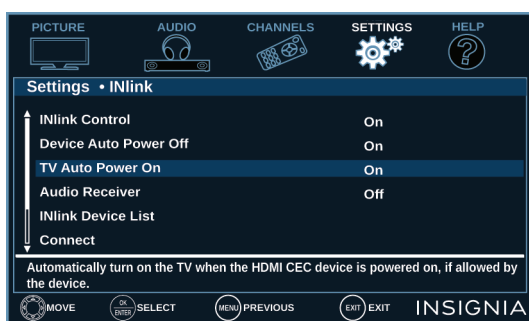 PICTURE AUDIO CHANNELS SETTINGS HELP
Settings • INlink
INlink Control On
Device Auto Power Off On
TV Auto Power On On
Audio Receiver Off
INlink Device List
Connect
Automatically turn on the TV when the HDMI CEC device is powered on, if allowed by
the device.
MOVE OK ENTER SELECT MENU PREVIOUS EXIT EXIT INSIGNIA